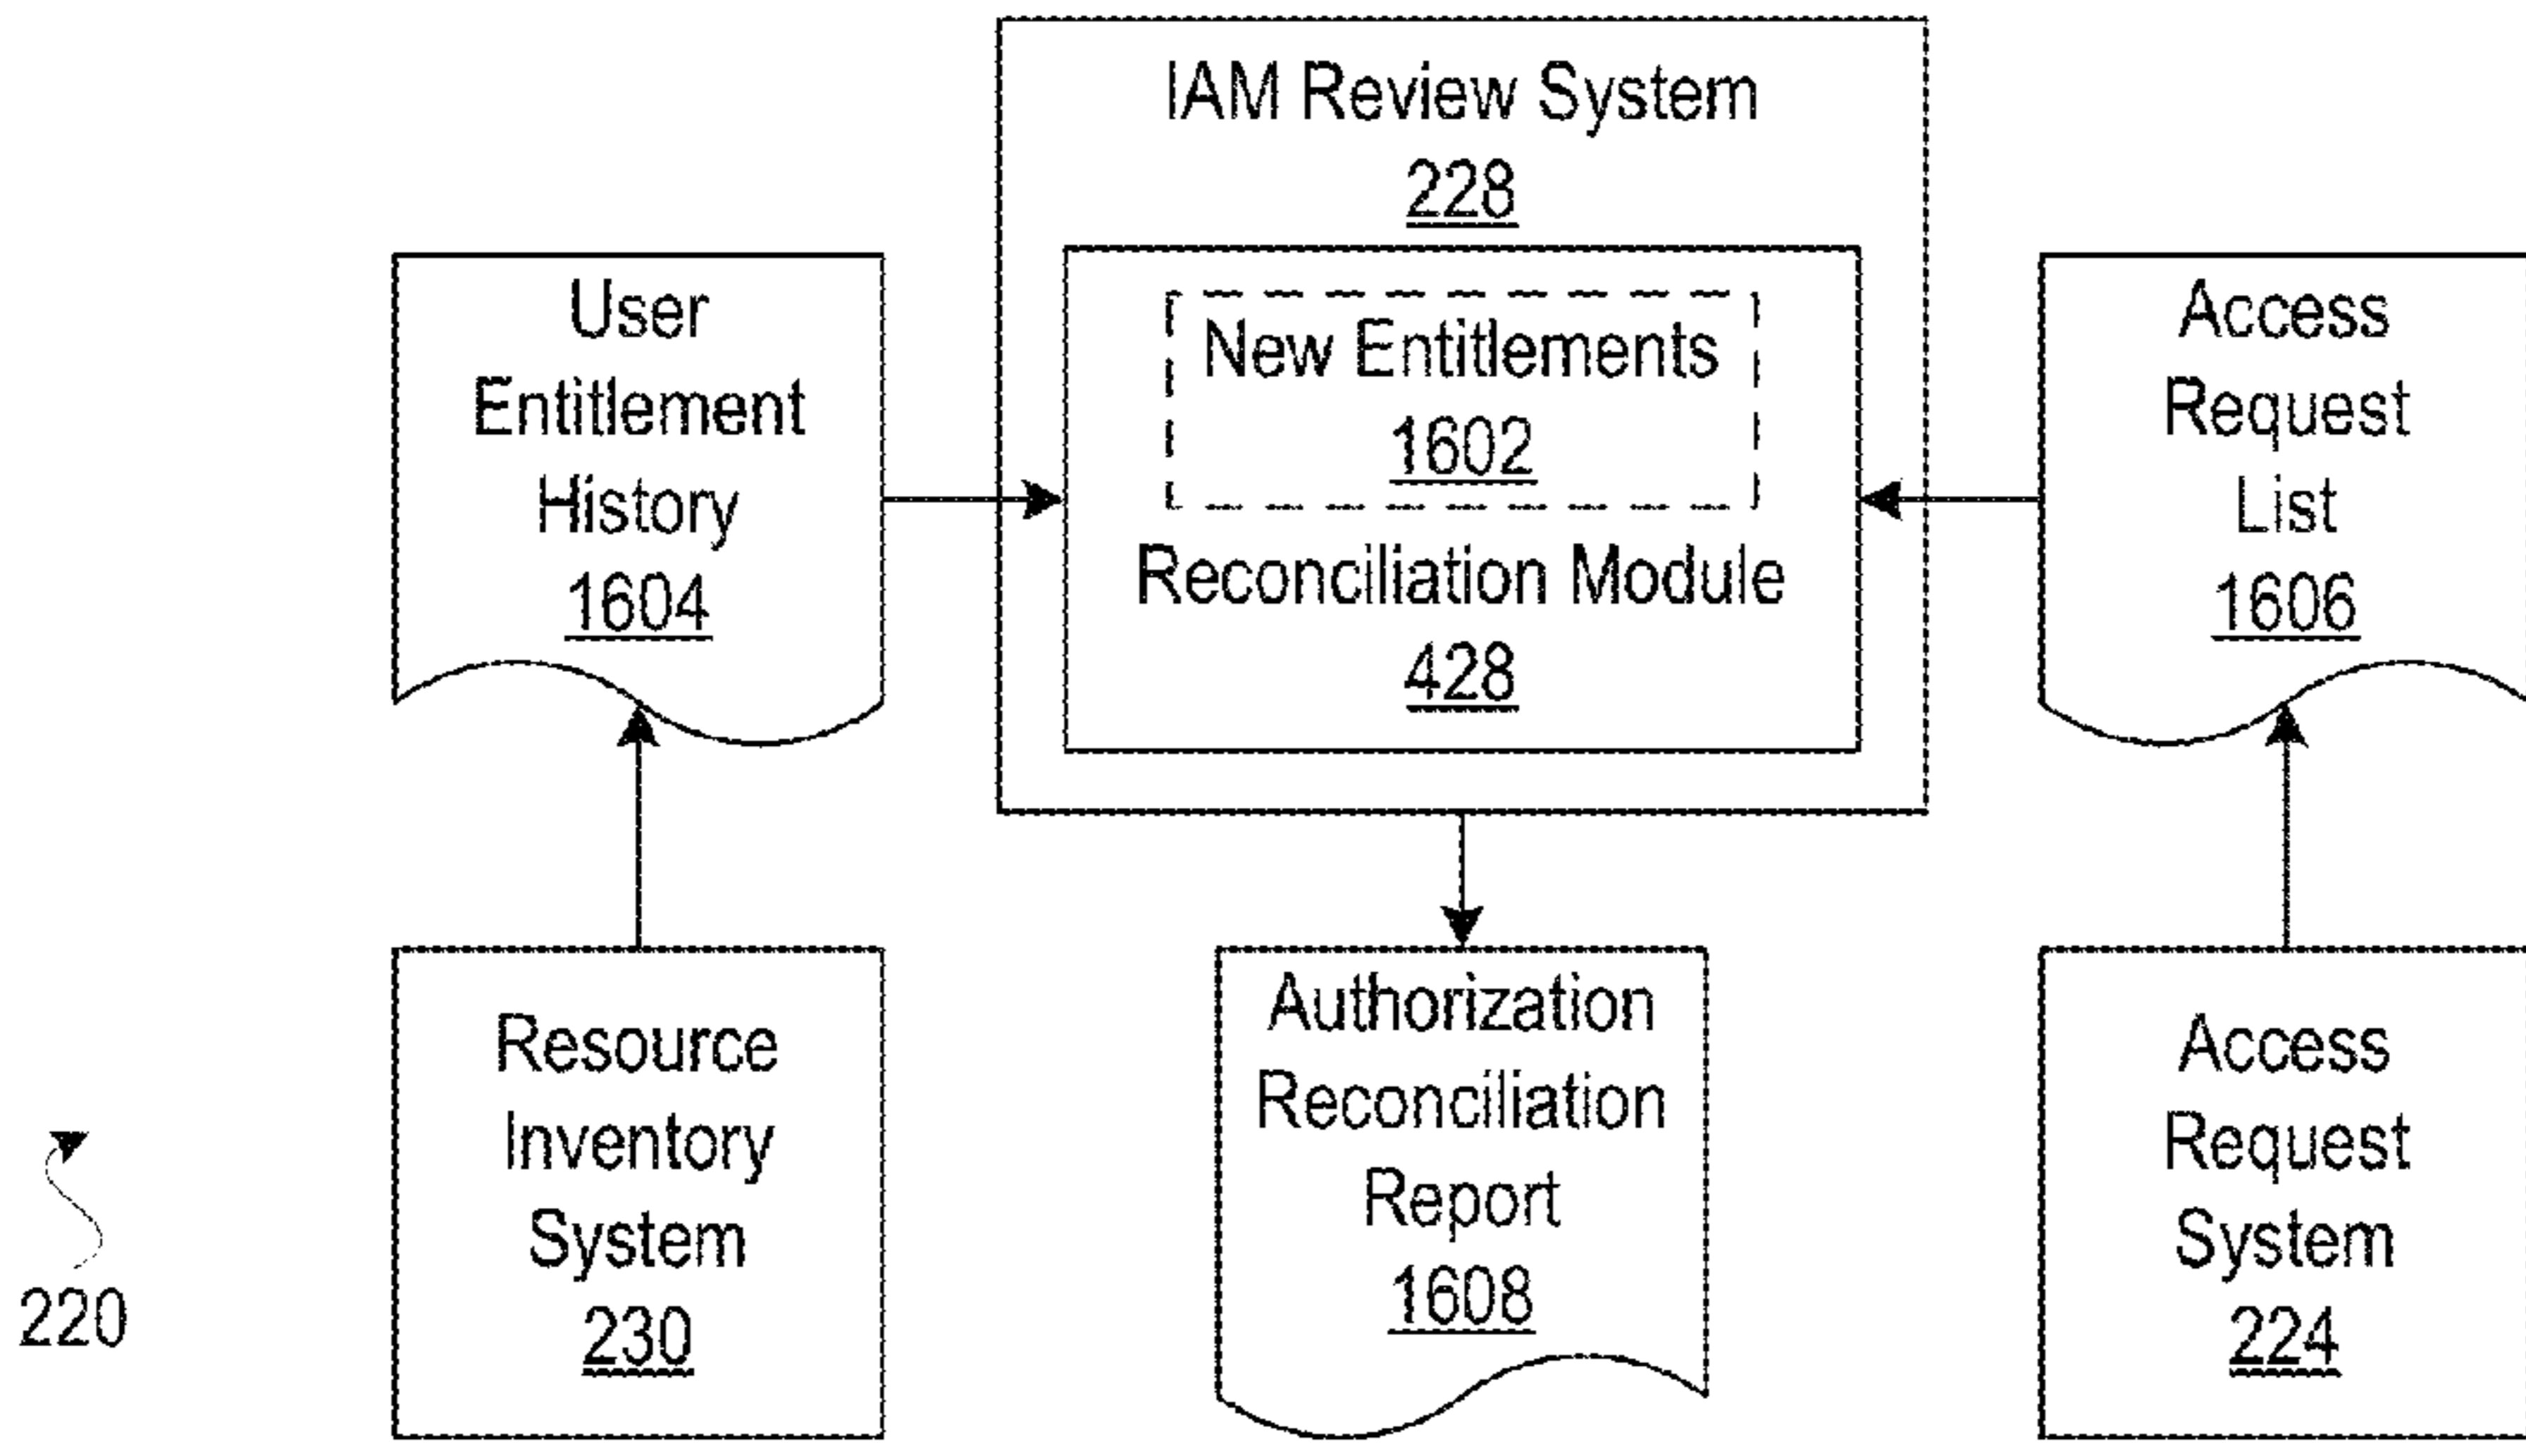 IAM Review System
228
New Entitlements
1602
Reconciliation Module
428
User
Entitlement
History
1604
Access
Request
List
1606
Resource
Inventory
System
230
Authorization
Reconciliation
Report
1608
Access
Request
System
224
220